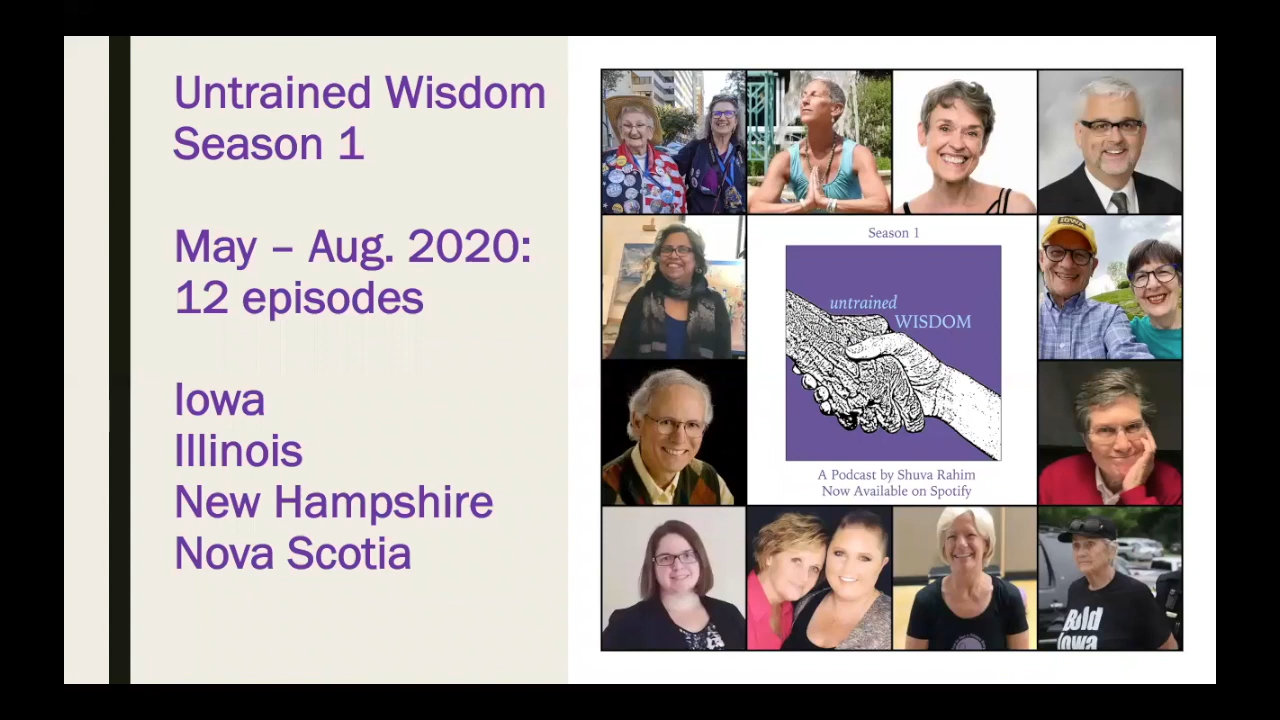 Untrained Wisdom
Season 1
May – Aug. 2020:
12 episodes
Iowa
Illinois
New Hampshire
Nova Scotia
Season 1
untrained
WISDOM
A Podcast by Shuva Rahim
Now Available on Spotify
IOWA
Bold
Iowa